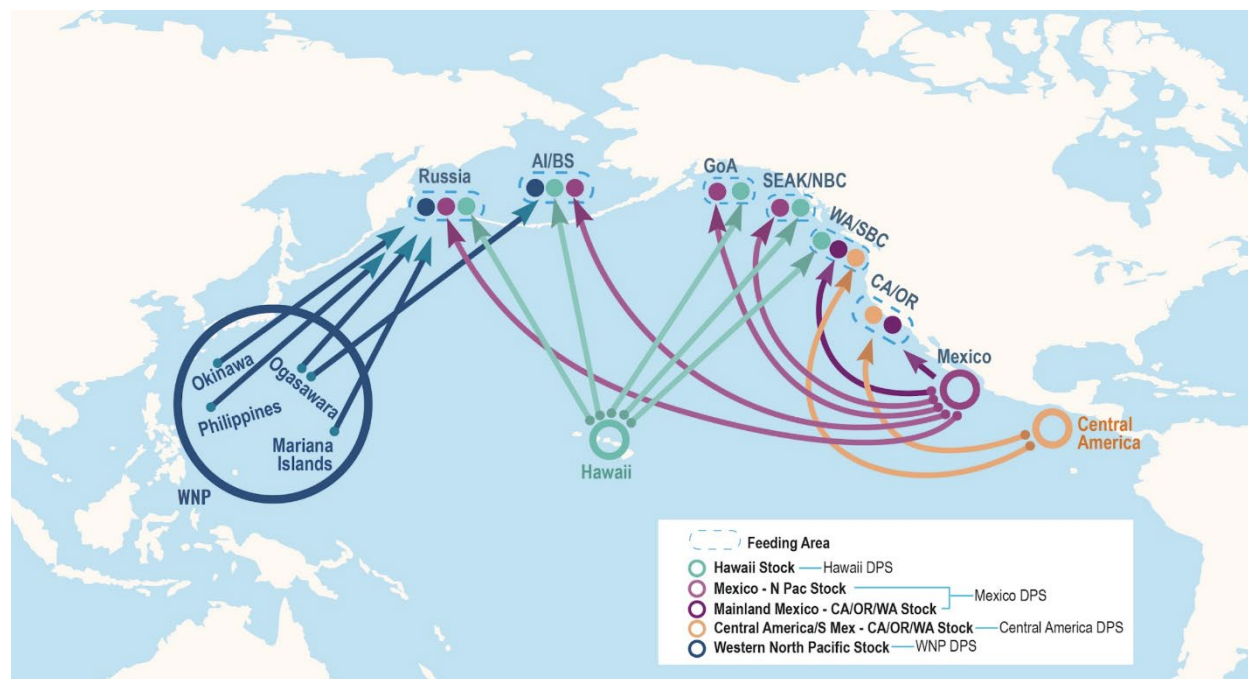 AI/BS
Russia
GoA
SEAK/NBC
WA/SBC
CA/OR
Mexico
Okinawa
Ogasawara
Philippines
Mariana
Islands
WNP
Hawaii
Central
America
Feeding Area
Hawaii Stock Hawaii DPS
Mexico - N Pac Stock
Mexico DPS
Mainland Mexico - CA/OR/WA Stock
Central America/S Mex - CA/OR/WA Stock Central America DPS
Western North Pacific Stock WNP DPS